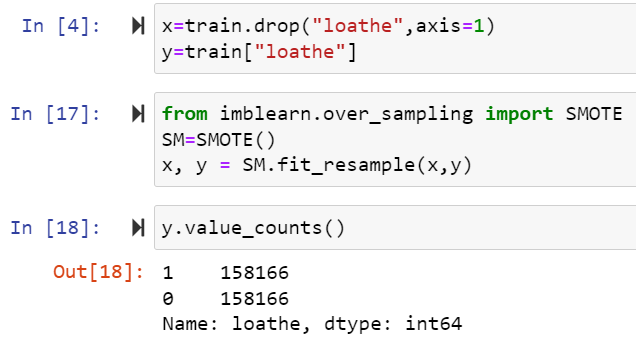 In [4]: x=train.drop("loathe",axis=1)
y=train["loathe"]
In [17]: from imblearn.over_sampling import SMOTE
SM=SMOTE()
x, y = SM.fit_resample(x,y)
In [18]: y.value_counts()
Out[18]: 1    158166
0    158166
Name: loathe, dtype: int64